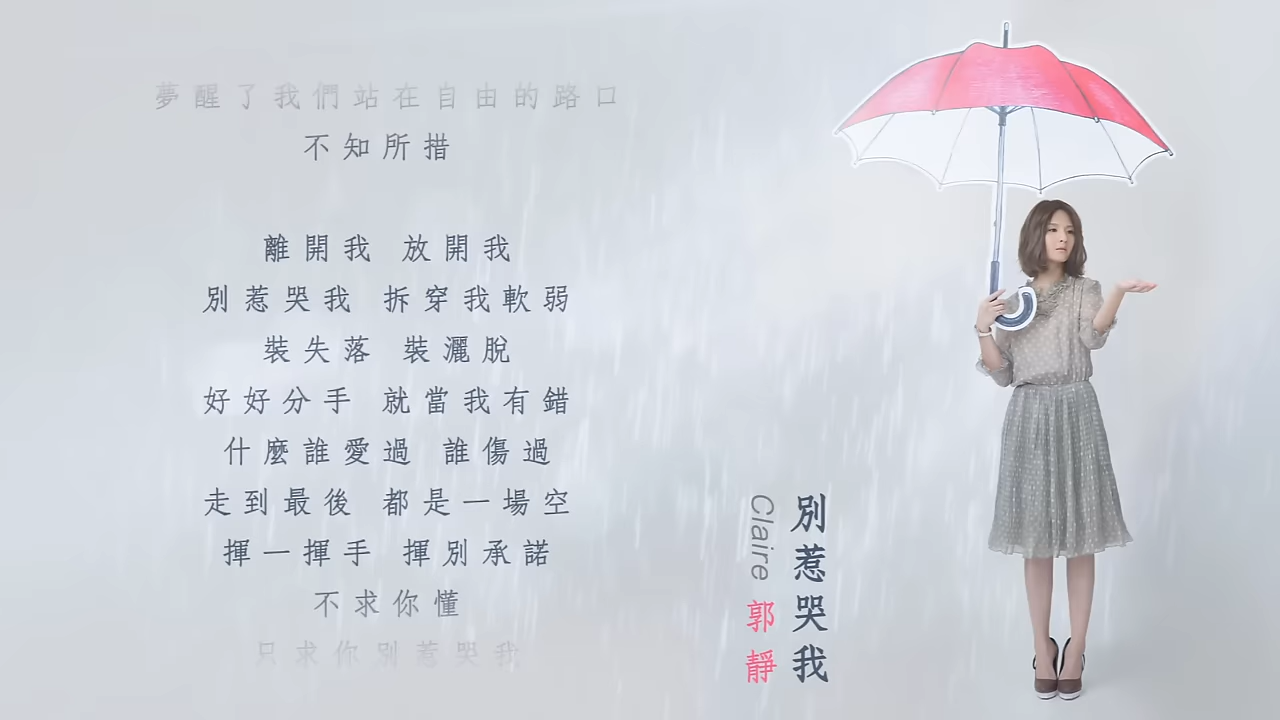 夢醒了我們站在自由的路口
不知所措
離開我 放開我
別惹哭我 拆穿我軟弱
裝失落 裝灑脫
好好分手 就當我有錯
什麼誰愛過 誰傷過
走到最後 都是一場空
揮一揮手 揮別承諾
不求你懂
只求你別惹哭我
別惹哭我
Claire 郭靜